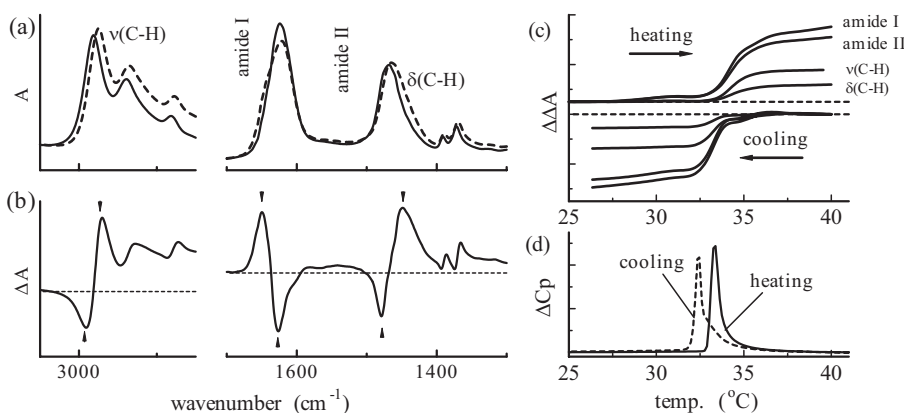 (a)
ν(C-H)
amide I
amide II
δ(C-H)
A
(b)
ΔA
3000
1600
1400
wavenumber (cm⁻¹)
(c)
heating
amide I
amide II
ν(C-H)
δ(C-H)
cooling
ΔΔA
25
30
35
40
(d)
cooling
heating
ΔCp
25
30
35
40
temp. (°C)